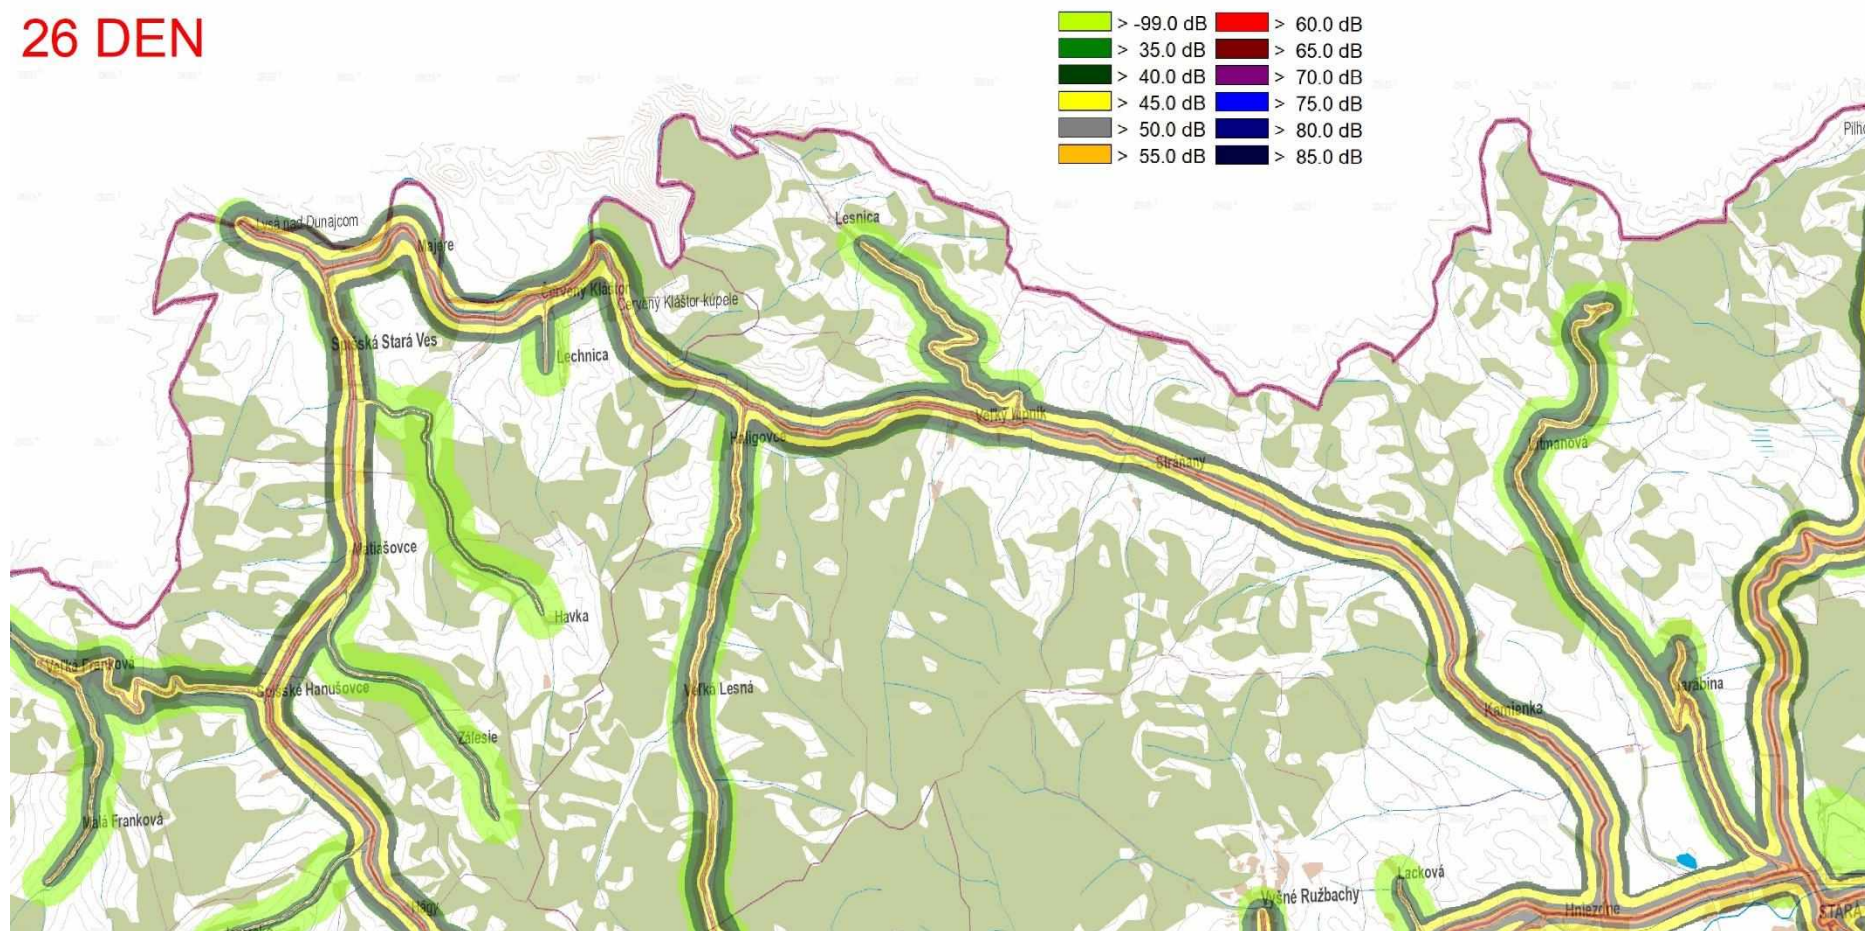 26 DEN
> -99.0 dB
> 35.0 dB
> 40.0 dB
> 45.0 dB
> 50.0 dB
> 55.0 dB
> 60.0 dB
> 65.0 dB
> 70.0 dB
> 75.0 dB
> 80.0 dB
> 85.0 dB
Lysá nad Dunajcom
Lesnica
Majere
Červený Kláštor
Červený Kláštor-kúpele
Spišská Stará Ves
Lechnica
Veľký Lipník
Haligovce
Stráňany
Litmanová
Matiašovce
Havka
Veľká Franková
Spišské Hanušovce
Veľká Lesná
Jarabina
Kamienka
Zálesie
Malá Franková
Lacková
Vyšné Ružbachy
Hágy
Hniezdne
STARÁ